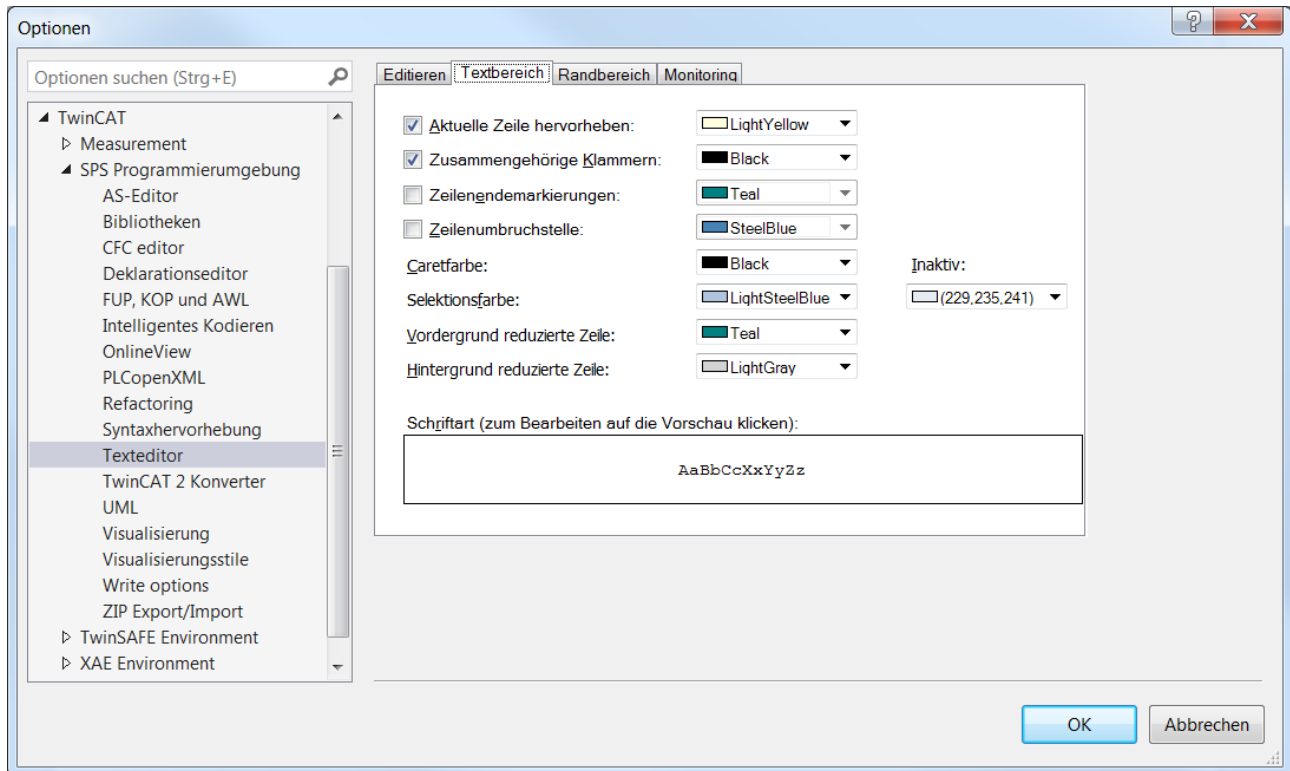 Optionen
Optionen suchen (Strg+E)
TwinCAT
Measurement
SPS Programmierumgebung
AS-Editor
Bibliotheken
CFC editor
Deklarationseditor
FUP, KOP und AWL
Intelligentes Kodieren
OnlineView
PLCopenXML
Refactoring
Syntaxhervorhebung
Texteditor
TwinCAT 2 Konverter
UML
Visualisierung
Visualisierungsstile
Write options
ZIP Export/Import
TwinSAFE Environment
XAE Environment
Editieren Textbereich Randbereich Monitoring
Aktuelle Zeile hervorheben: LightYellow
Zusammengehörige Klammern: Black
Zeilenendemarkierungen: Teal
Zeilenumbruchstelle: SteelBlue
Caretfarbe: Black Inaktiv:
Selektionsfarbe: LightSteelBlue (229,235,241)
Vordergrund reduzierte Zeile: Teal
Hintergrund reduzierte Zeile: LightGray
Schriftart (zum Bearbeiten auf die Vorschau klicken):
AaBbCcXxYyZz
OK Abbrechen